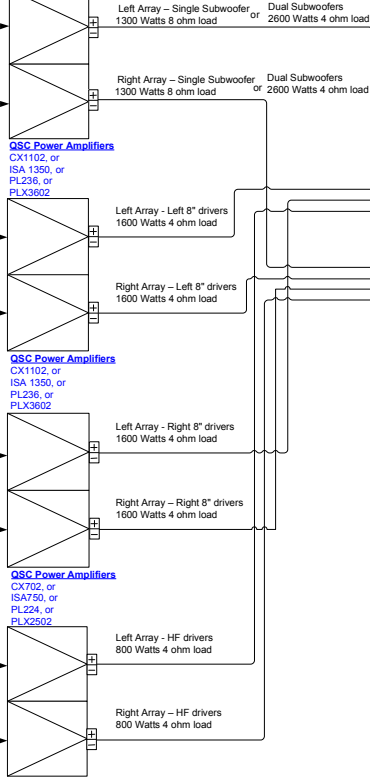 Left Array – Single Subwoofer or Dual Subwoofers
1300 Watts 8 ohm load 2600 Watts 4 ohm load
+
–
Right Array – Single Subwoofer or Dual Subwoofers
1300 Watts 8 ohm load 2600 Watts 4 ohm load
+
–
QSC Power Amplifiers
CX1102, or
ISA 1350, or
PL236, or
PLX3602
Left Array - Left 8" drivers
1600 Watts 4 ohm load
+
–
Right Array – Left 8" drivers
1600 Watts 4 ohm load
+
–
QSC Power Amplifiers
CX1102, or
ISA 1350, or
PL236, or
PLX3602
Left Array - Right 8" drivers
1600 Watts 4 ohm load
+
–
Right Array – Right 8" drivers
1600 Watts 4 ohm load
+
–
QSC Power Amplifiers
CX702, or
ISA750, or
PL224, or
PLX2502
Left Array - HF drivers
800 Watts 4 ohm load
+
–
Right Array – HF drivers
800 Watts 4 ohm load
+
–